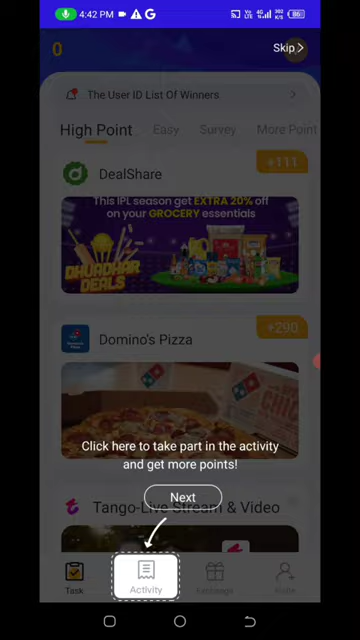 4:42 PM
0
Skip
The User ID List Of Winners
High Point
Easy
Survey
More Point
+111
DealShare
This IPL season get EXTRA 20% off
on your GROCERY essentials
DHUADHAR
DEALS
+290
Domino's Pizza
Click here to take part in the activity
and get more points!
Next
Tango-Live Stream & Video
Task
Activity
Invite